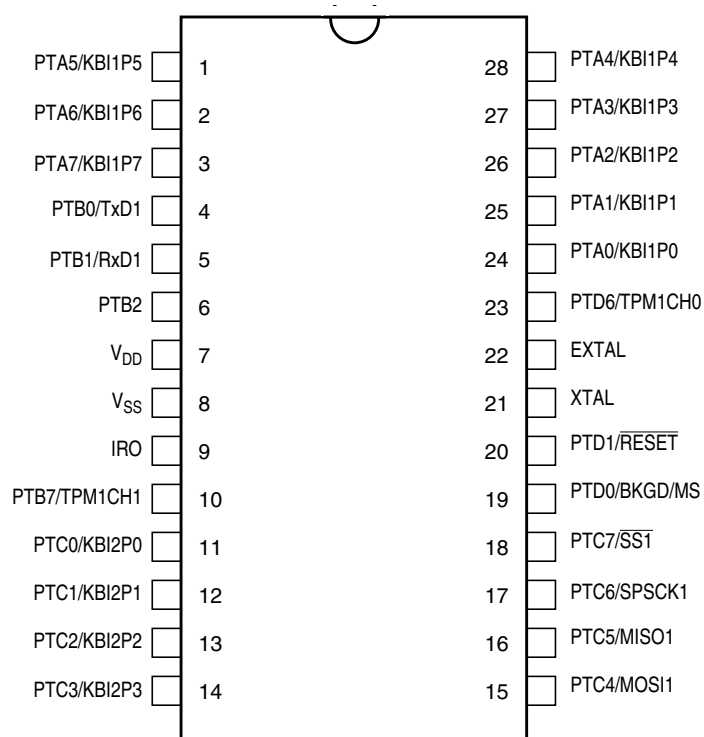 PTA5/KBI1P5 1 28 PTA4/KBI1P4
PTA6/KBI1P6 2 27 PTA3/KBI1P3
PTA7/KBI1P7 3 26 PTA2/KBI1P2
PTB0/TxD1 4 25 PTA1/KBI1P1
PTB1/RxD1 5 24 PTA0/KBI1P0
PTB2 6 23 PTD6/TPM1CH0
VDD 7 22 EXTAL
VSS 8 21 XTAL
IRO 9 20 PTD1/RESET
PTB7/TPM1CH1 10 19 PTD0/BKGD/MS
PTC0/KBI2P0 11 18 PTC7/SS1
PTC1/KBI2P1 12 17 PTC6/SPSCK1
PTC2/KBI2P2 13 16 PTC5/MISO1
PTC3/KBI2P3 14 15 PTC4/MOSI1